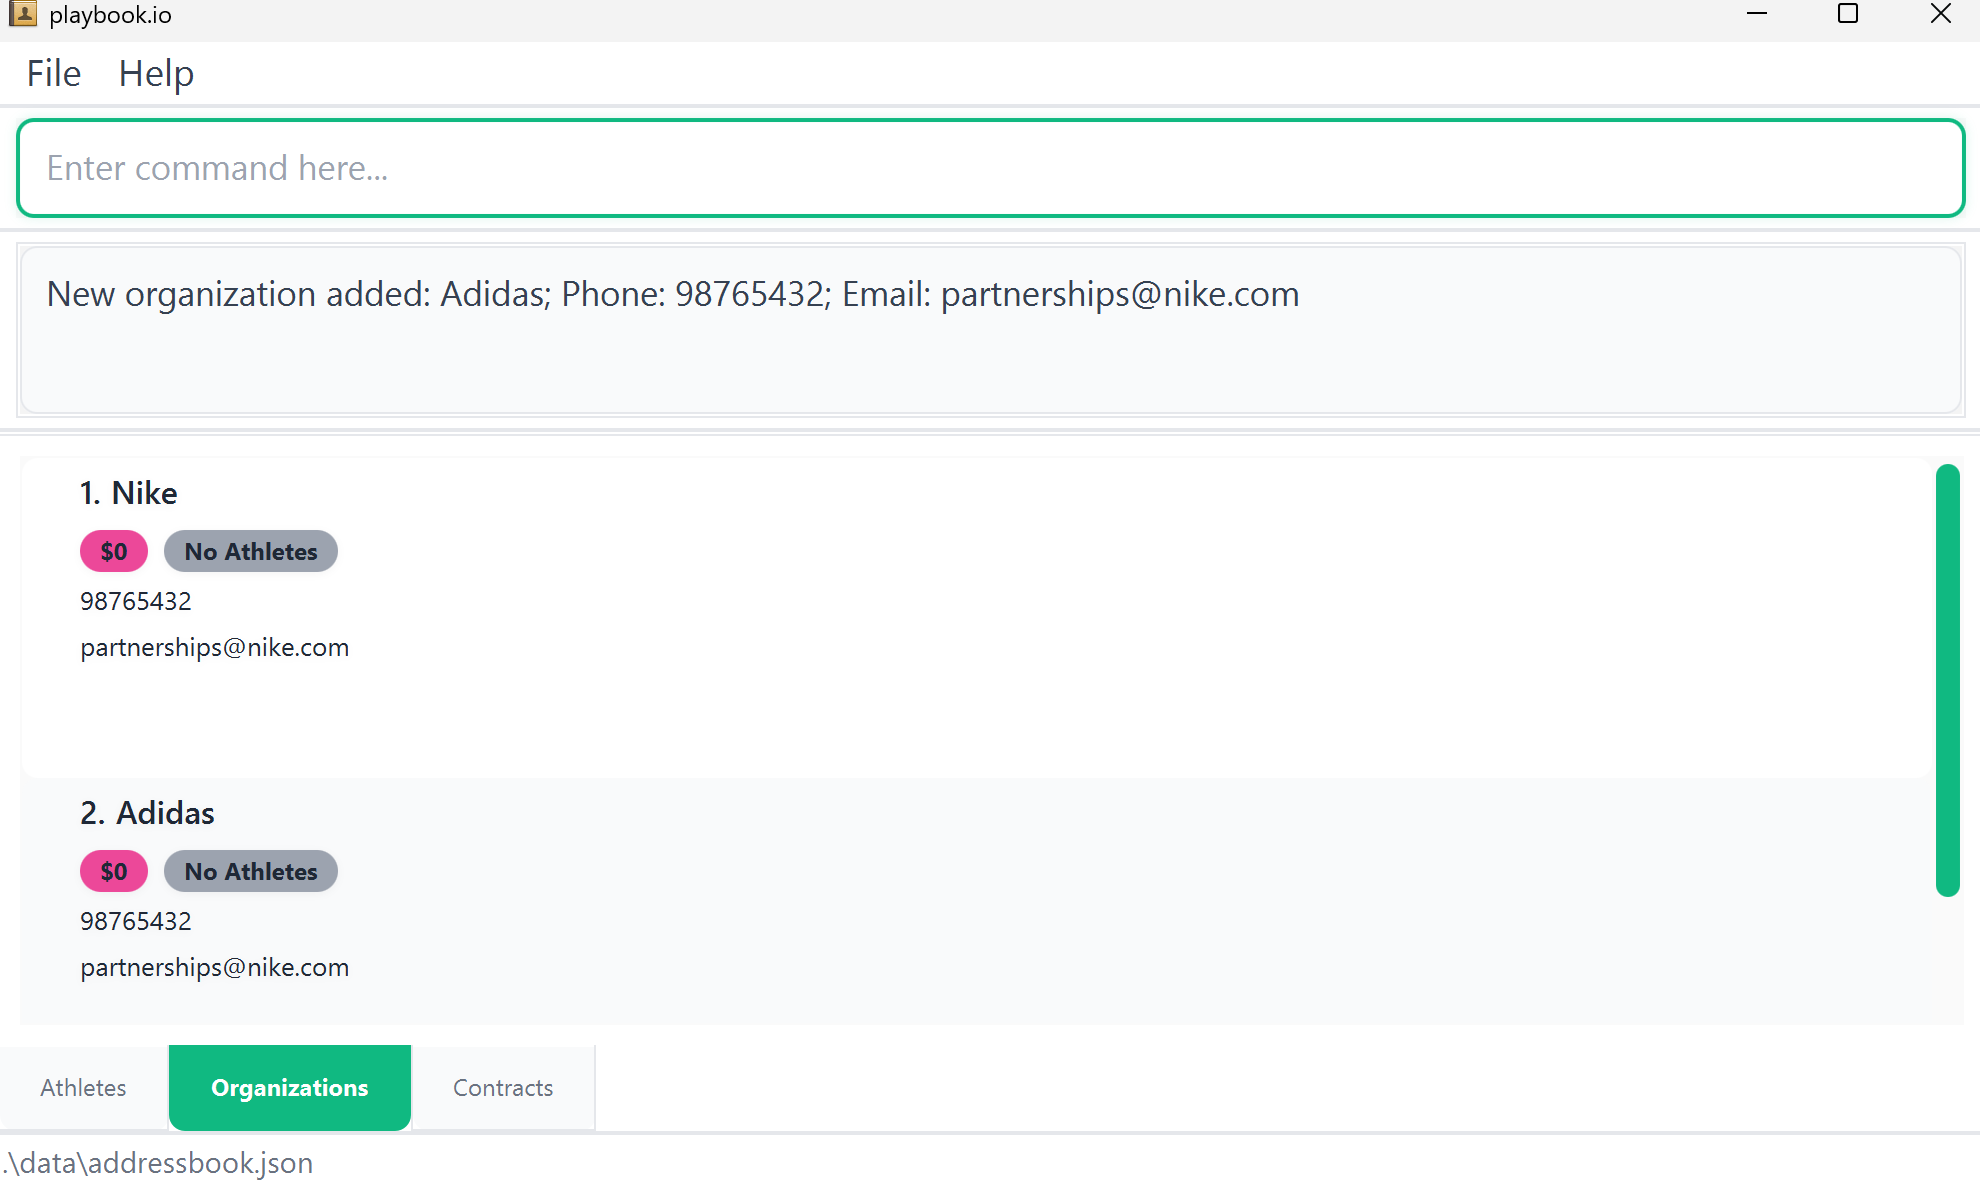 playbook.io
File Help
Enter command here...
New organization added: Adidas; Phone: 98765432; Email: partnerships@nike.com
1. Nike
$0 No Athletes
98765432
partnerships@nike.com
2. Adidas
$0 No Athletes
98765432
partnerships@nike.com
Athletes Organizations Contracts
.\data\addressbook.json